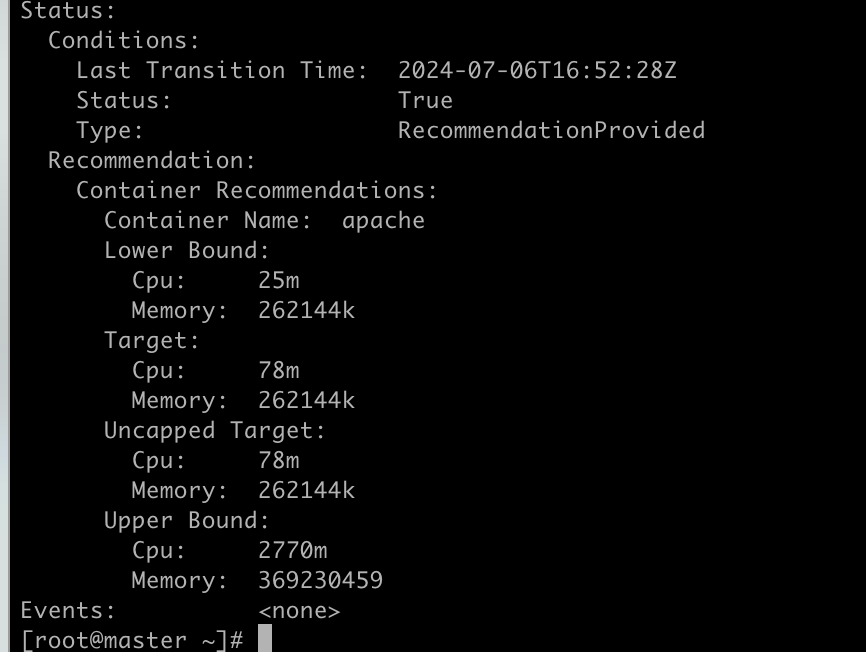 Status:
  Conditions:
    Last Transition Time:  2024-07-06T16:52:28Z
    Status:                True
    Type:                  RecommendationProvided
  Recommendation:
    Container Recommendations:
      Container Name:  apache
      Lower Bound:
        Cpu:     25m
        Memory:  262144k
      Target:
        Cpu:     78m
        Memory:  262144k
      Uncapped Target:
        Cpu:     78m
        Memory:  262144k
      Upper Bound:
        Cpu:     2770m
        Memory:  369230459
Events:          <none>
[root@master ~]#